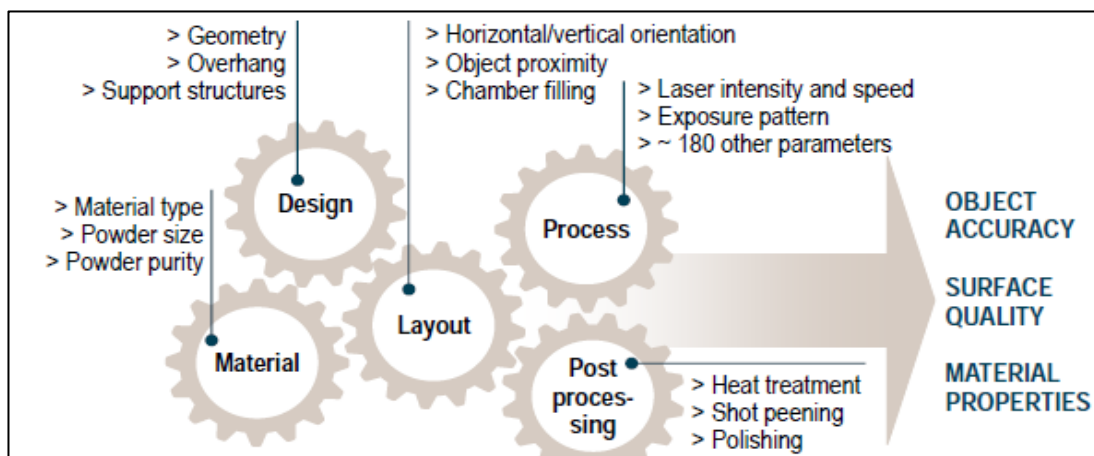 > Geometry
> Overhang
> Support structures
> Horizontal/vertical orientation
> Object proximity
> Chamber filling
> Laser intensity and speed
> Exposure pattern
> ~ 180 other parameters
> Material type
> Powder size
> Powder purity
Design
Process
Layout
Material
Post
proces-
sing
> Heat treatment
> Shot peening
> Polishing
OBJECT
ACCURACY
SURFACE
QUALITY
MATERIAL
PROPERTIES